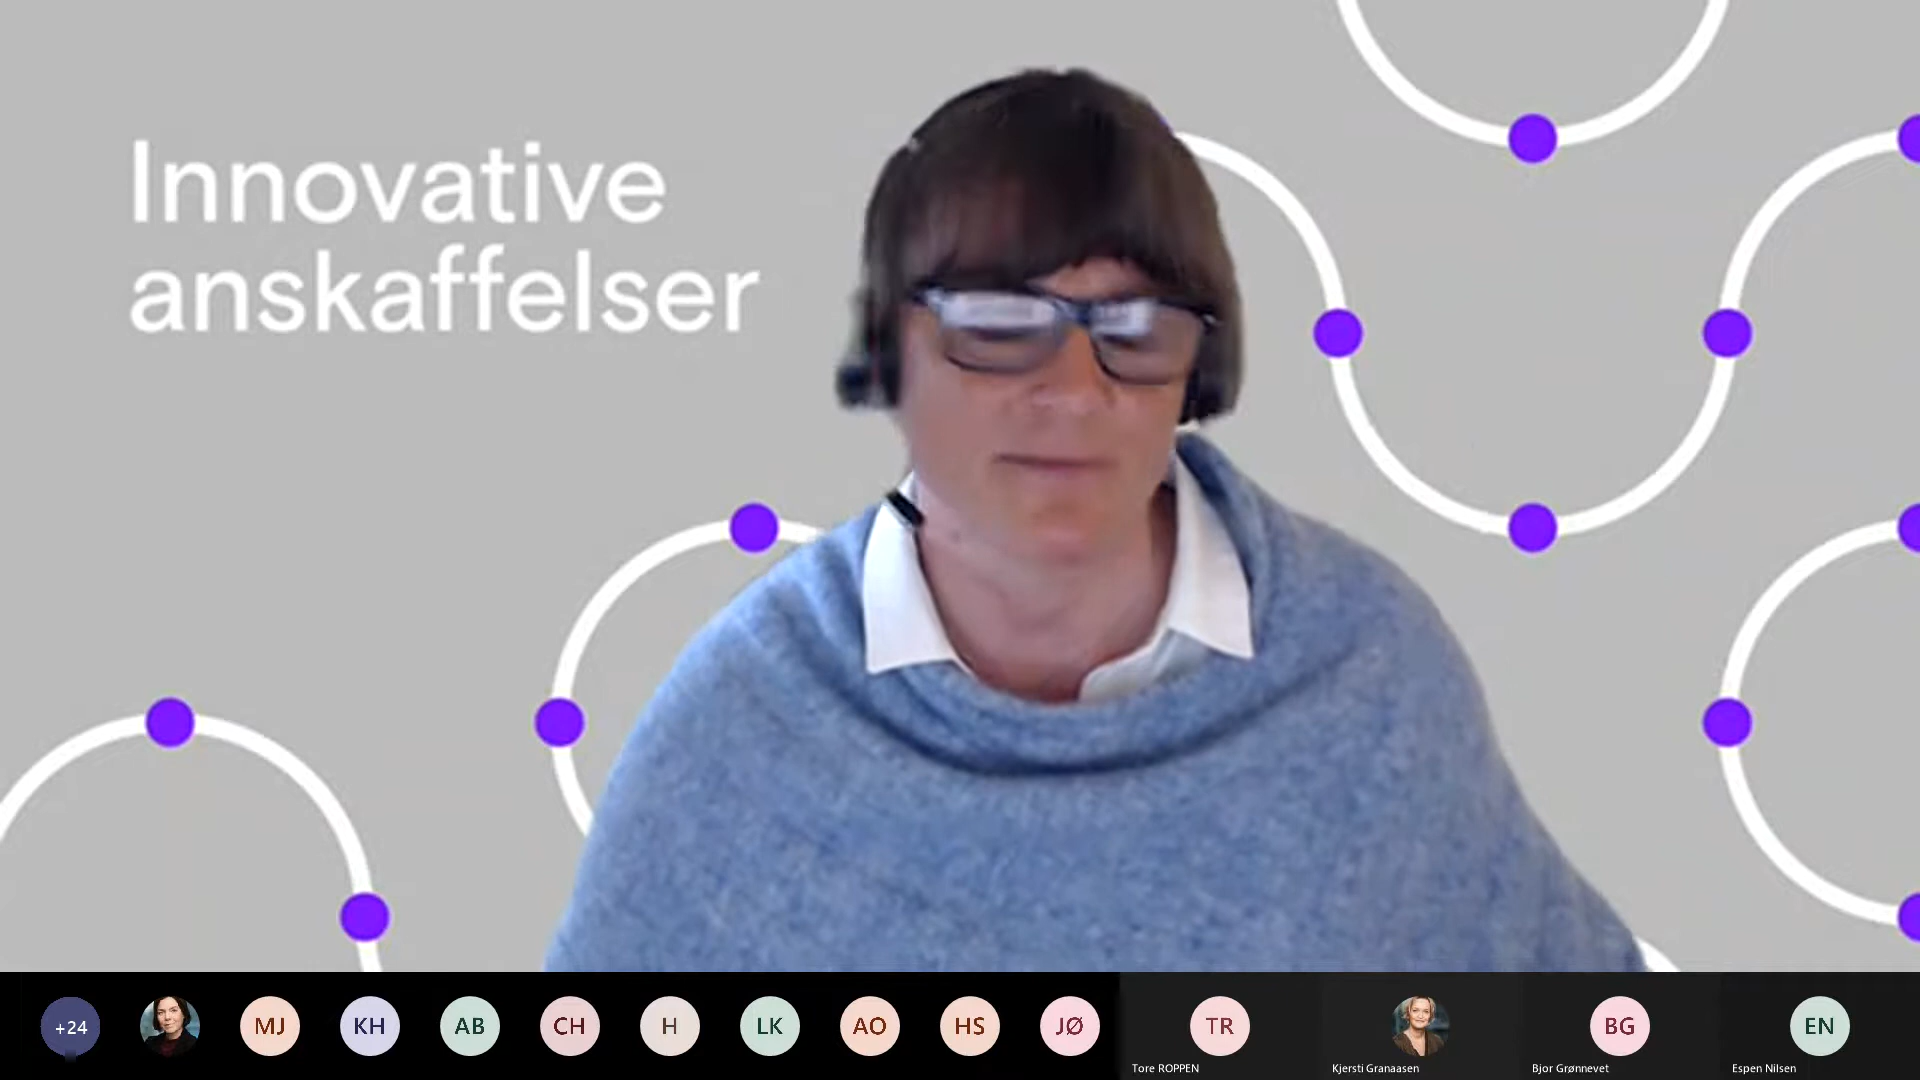 Innovative
anskaffelser
+24
MJ
KH
AB
CH
H
LK
AO
HS
JØ
TR
BG
EN
Tore ROPPEN
Kjersti Granaasen
Bjor Grønnevet
Espen Nilsen